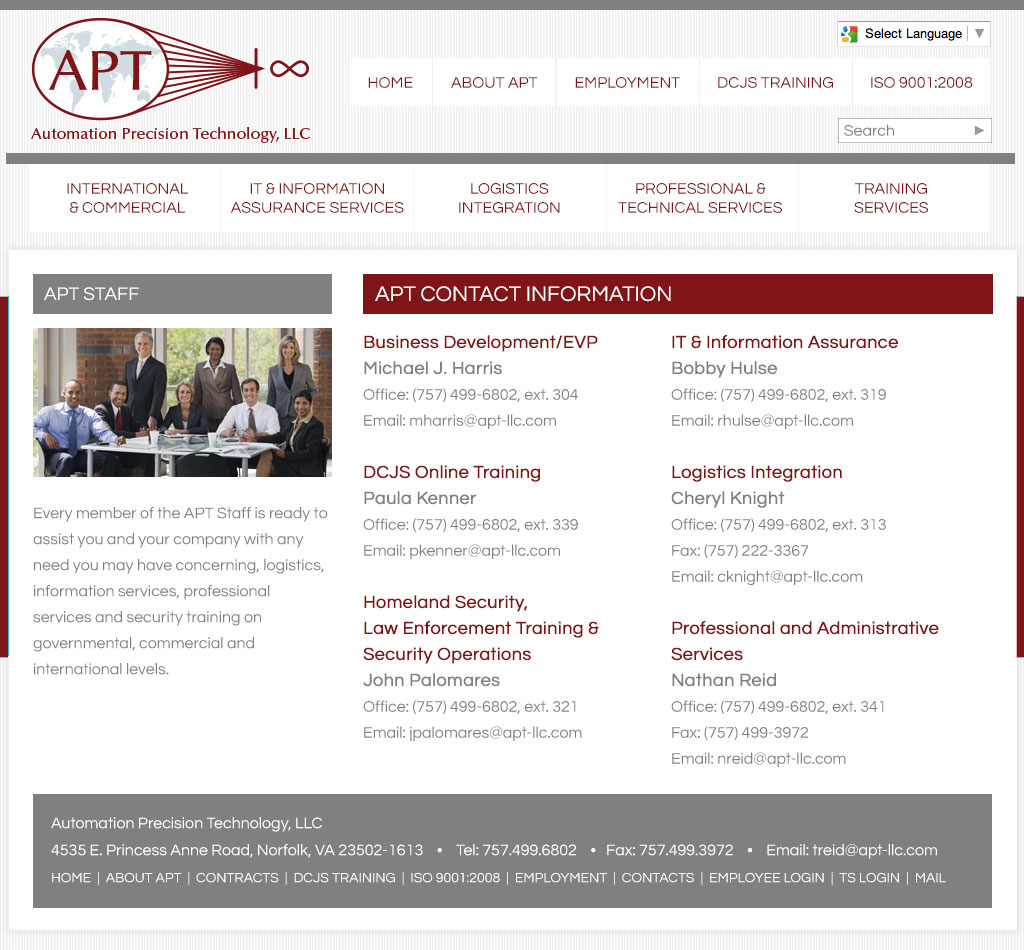 APT
Automation Precision Technology, LLC
Select Language ▼
HOME
ABOUT APT
EMPLOYMENT
DCJS TRAINING
ISO 9001:2008
Search
INTERNATIONAL
& COMMERCIAL
IT & INFORMATION
ASSURANCE SERVICES
LOGISTICS
INTEGRATION
PROFESSIONAL &
TECHNICAL SERVICES
TRAINING
SERVICES
APT STAFF
Every member of the APT Staff is ready to
assist you and your company with any
need you may have concerning, logistics,
information services, professional
services and security training on
governmental, commercial and
international levels.
APT CONTACT INFORMATION
Business Development/EVP
Michael J. Harris
Office: (757) 499-6802, ext. 304
Email: mharris@apt-llc.com
DCJS Online Training
Paula Kenner
Office: (757) 499-6802, ext. 339
Email: pkenner@apt-llc.com
Homeland Security,
Law Enforcement Training &
Security Operations
John Palomares
Office: (757) 499-6802, ext. 321
Email: jpalomares@apt-llc.com
IT & Information Assurance
Bobby Hulse
Office: (757) 499-6802, ext. 319
Email: rhulse@apt-llc.com
Logistics Integration
Cheryl Knight
Office: (757) 499-6802, ext. 313
Fax: (757) 222-3367
Email: cknight@apt-llc.com
Professional and Administrative
Services
Nathan Reid
Office: (757) 499-6802, ext. 341
Fax: (757) 499-3972
Email: nreid@apt-llc.com
Automation Precision Technology, LLC
4535 E. Princess Anne Road, Norfolk, VA 23502-1613 • Tel: 757.499.6802 • Fax: 757.499.3972 • Email: treid@apt-llc.com
HOME | ABOUT APT | CONTRACTS | DCJS TRAINING | ISO 9001:2008 | EMPLOYMENT | CONTACTS | EMPLOYEE LOGIN | TS LOGIN | MAIL